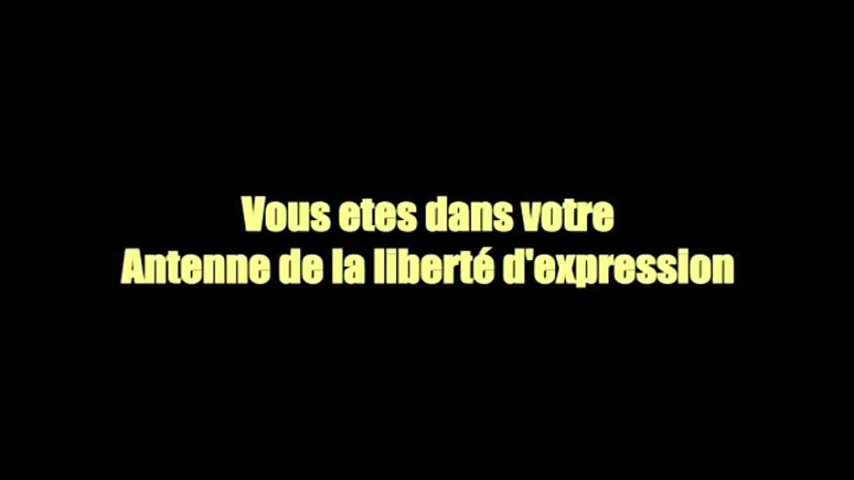 Vous etes dans votre
Antenne de la liberté d'expression